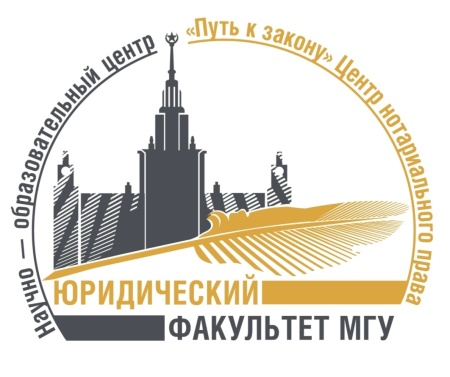 Научно — образовательный центр
«Путь к закону» Центр нотариального права
ЮРИДИЧЕСКИЙ
ФАКУЛЬТЕТ МГУ